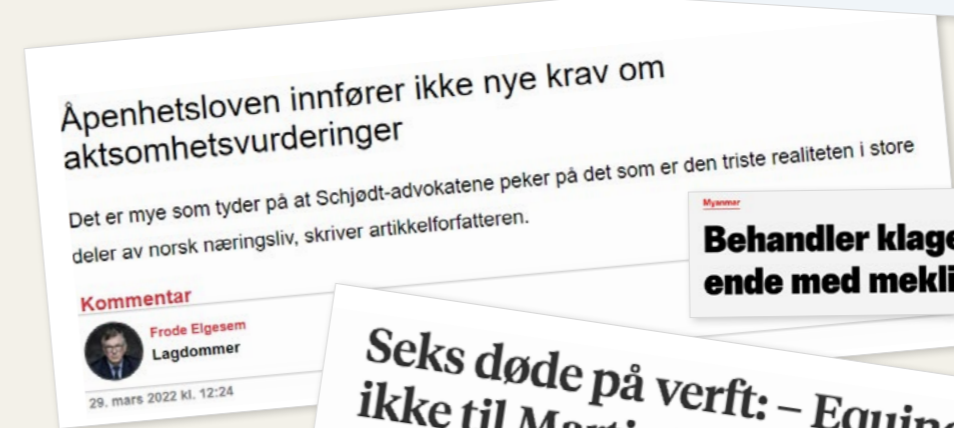 Åpenhetsloven innfører ikke nye krav om
aktsomhetsvurderinger
Det er mye som tyder på at Schjødt-advokatene peker på det som er den triste realiteten i store
deler av norsk næringsliv, skriver artikkelforfatteren.
Kommentar
Frode Elgesem
Lagdommer
29. mars 2022 kl. 12:24
Myanmar
Behandler klage
ende med mekli
Seks døde på verft: –
ikke til